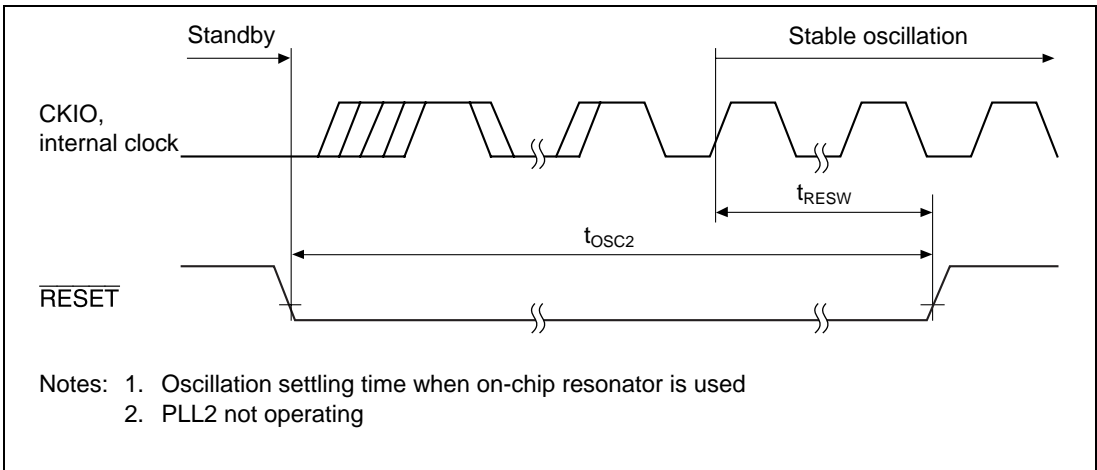 Standby
Stable oscillation
CKIO,
internal clock
tRESW
tOSC2
RESET
Notes: 1. Oscillation settling time when on-chip resonator is used
2. PLL2 not operating